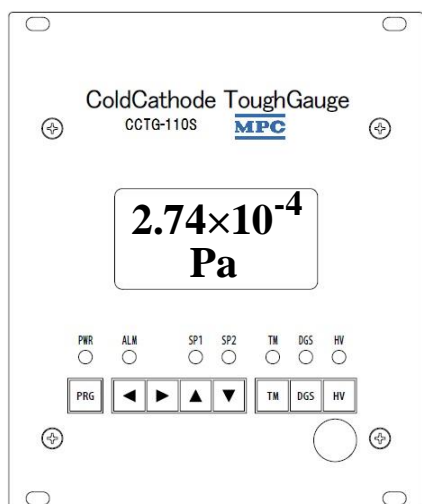 ColdCathode ToughGauge
CCTG-110S MPC
2.74×10⁻⁴
Pa
PWR ALM SP1 SP2 TM DGS HV
PRG ◀ ▶ ▲ ▼ TM DGS HV